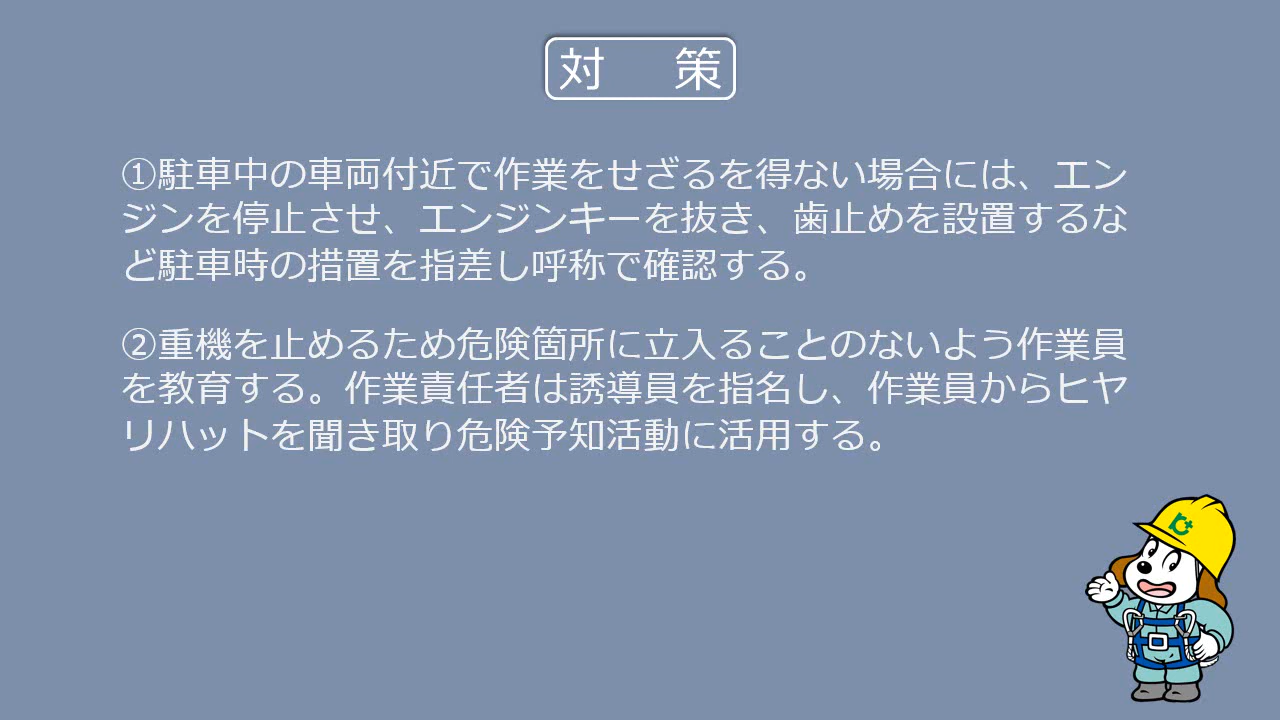 対　策
①駐車中の車両付近で作業をせざるを得ない場合には、エン
ジンを停止させ、エンジンキーを抜き、歯止めを設置するな
ど駐車時の措置を指差し呼称で確認する。
②重機を止めるため危険箇所に立入ることのないよう作業員
を教育する。作業責任者は誘導員を指名し、作業員からヒヤ
リハットを聞き取り危険予知活動に活用する。